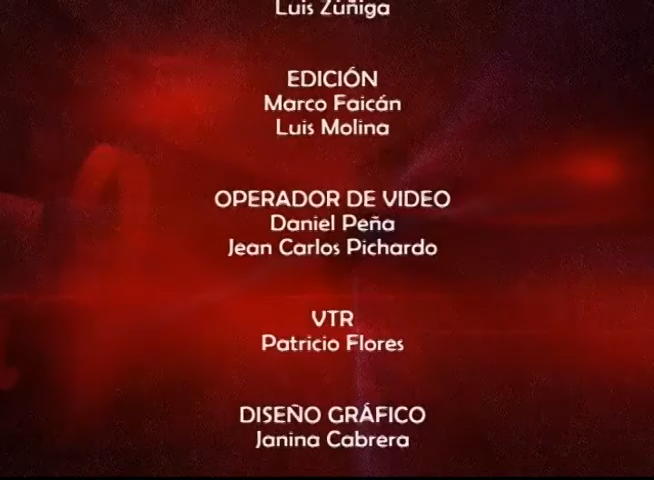 Luis Zúñiga
EDICIÓN
Marco Faicán
Luis Molina
OPERADOR DE VIDEO
Daniel Peña
Jean Carlos Pichardo
VTR
Patricio Flores
DISEÑO GRÁFICO
Janina Cabrera